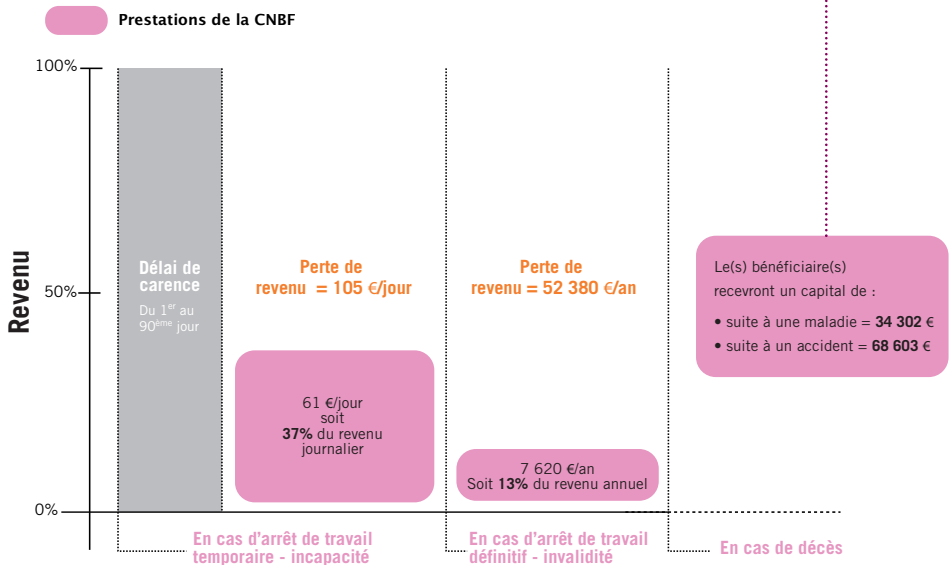 Prestations de la CNBF
100%
50%
0%
Revenu
Délai de
carence
Du 1er au
90ème jour
Perte de
revenu = 105 €/jour
61 €/jour
soit
37% du revenu
journalier
Perte de
revenu = 52 380 €/an
7 620 €/an
Soit 13% du revenu annuel
Le(s) bénéficiaire(s)
recevront un capital de :
• suite à une maladie = 34 302 €
• suite à un accident = 68 603 €
En cas d'arrêt de travail
temporaire - incapacité
En cas d'arrêt de travail
définitif - invalidité
En cas de décès